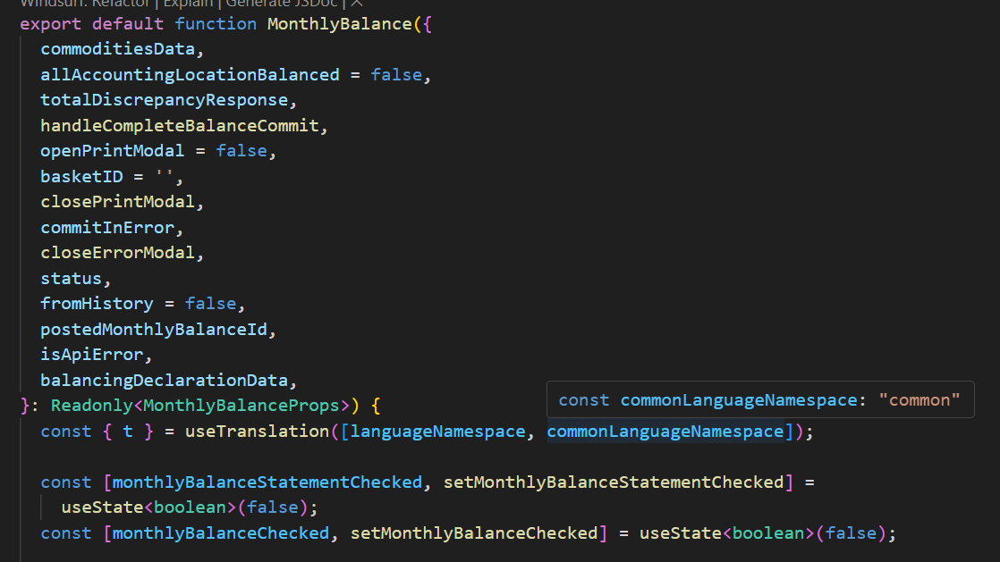 Windsurf: Refactor | Explain | Generate JSDoc | X
export default function MonthlyBalance({
commoditiesData,
allAccountingLocationBalanced = false,
totalDiscrepancyResponse,
handleCompleteBalanceCommit,
openPrintModal = false,
basketID = '',
closePrintModal,
commitInError,
closeErrorModal,
status,
fromHistory = false,
postedMonthlyBalanceId,
isApiError,
balancingDeclarationData,
}: Readonly<MonthlyBalanceProps>) {
const commonLanguageNamespace: "common"
const { t } = useTranslation([languageNamespace, commonLanguageNamespace]);
const [monthlyBalanceStatementChecked, setMonthlyBalanceStatementChecked] =
useState<boolean>(false);
const [monthlyBalanceChecked, setMonthlyBalanceChecked] = useState<boolean>(false);